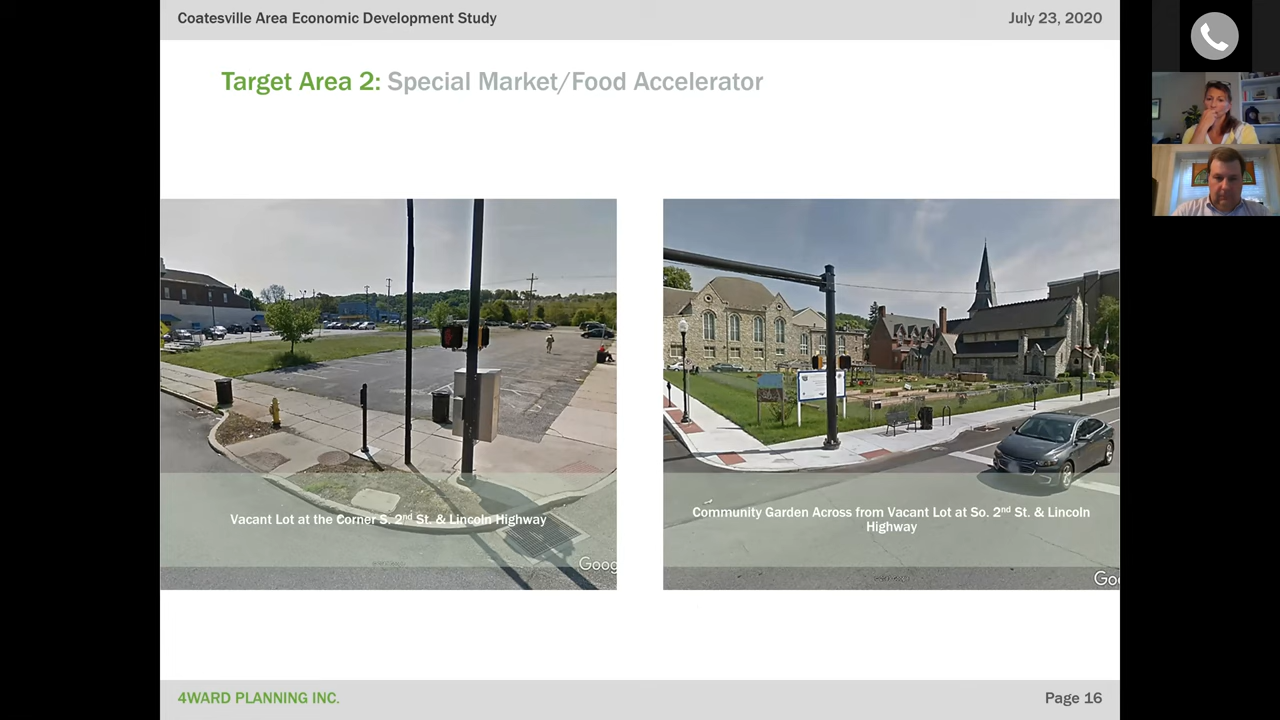 Coatesville Area Economic Development Study
July 23, 2020
Target Area 2: Special Market/Food Accelerator
Vacant Lot at the Corner S. 2nd St. & Lincoln Highway
Goog
Community Garden Across from Vacant Lot at So. 2nd St. & Lincoln
Highway
Goo
4WARD PLANNING INC.
Page 16